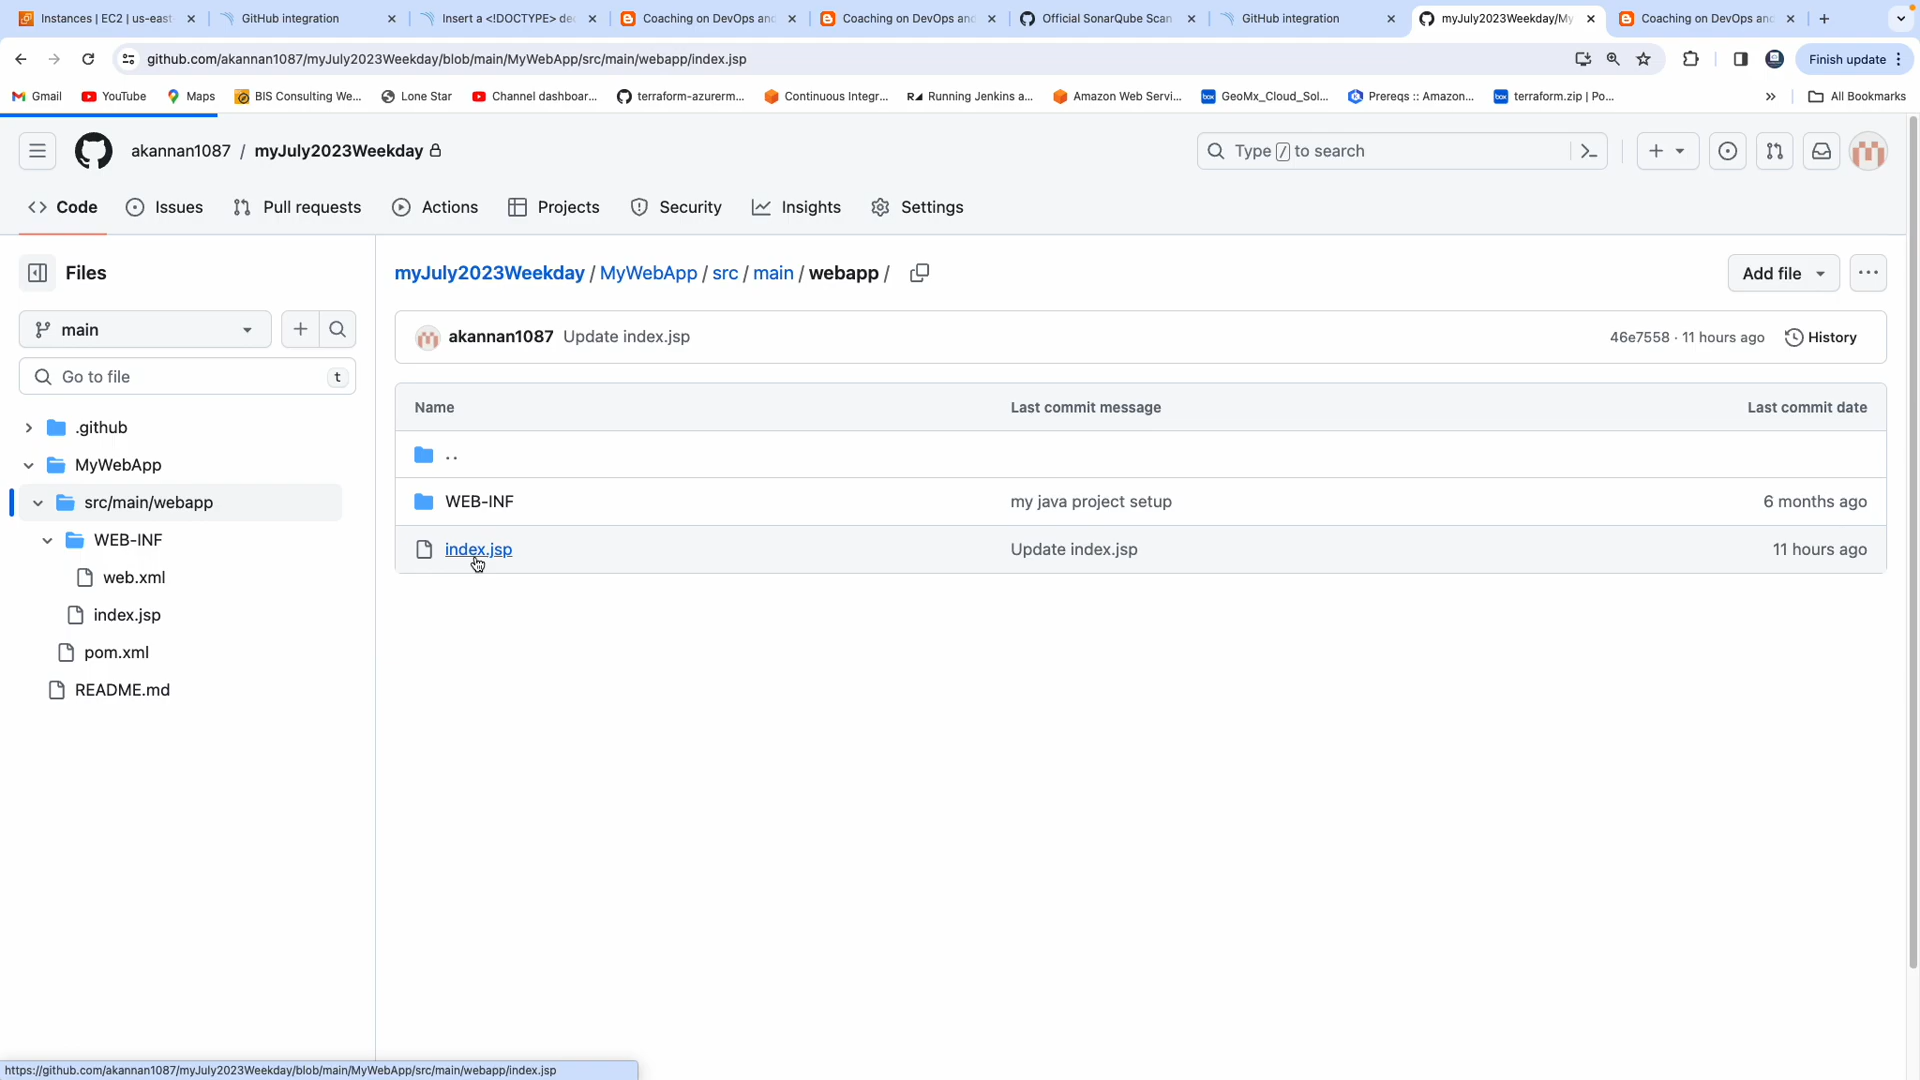 Instances | EC2 | us-east
GitHub integration
Insert a <!DOCTYPE> dec
Coaching on DevOps and
Coaching on DevOps and
Official SonarQube Scan
GitHub integration
myJuly2023Weekday/My
Coaching on DevOps and
github.com/akannan1087/myJuly2023Weekday/blob/main/MyWebApp/src/main/webapp/index.jsp
Finish update
Gmail
YouTube
Maps
BIS Consulting We...
Lone Star
Channel dashboar...
terraform-azurerm...
Continuous Integr...
Running Jenkins a...
Amazon Web Servi...
GeoMx_Cloud_Sol...
Prereqs :: Amazon...
terraform.zip | Po...
All Bookmarks
akannan1087 / myJuly2023Weekday
Type / to search
Code
Issues
Pull requests
Actions
Projects
Security
Insights
Settings
Files
myJuly2023Weekday / MyWebApp / src / main / webapp /
Add file
main
akannan1087 Update index.jsp
46e7558 · 11 hours ago
History
Go to file
t
Name
Last commit message
Last commit date
.github
..
MyWebApp
src/main/webapp
WEB-INF
my java project setup
6 months ago
WEB-INF
index.jsp
Update index.jsp
11 hours ago
web.xml
index.jsp
pom.xml
README.md
https://github.com/akannan1087/myJuly2023Weekday/blob/main/MyWebApp/src/main/webapp/index.jsp